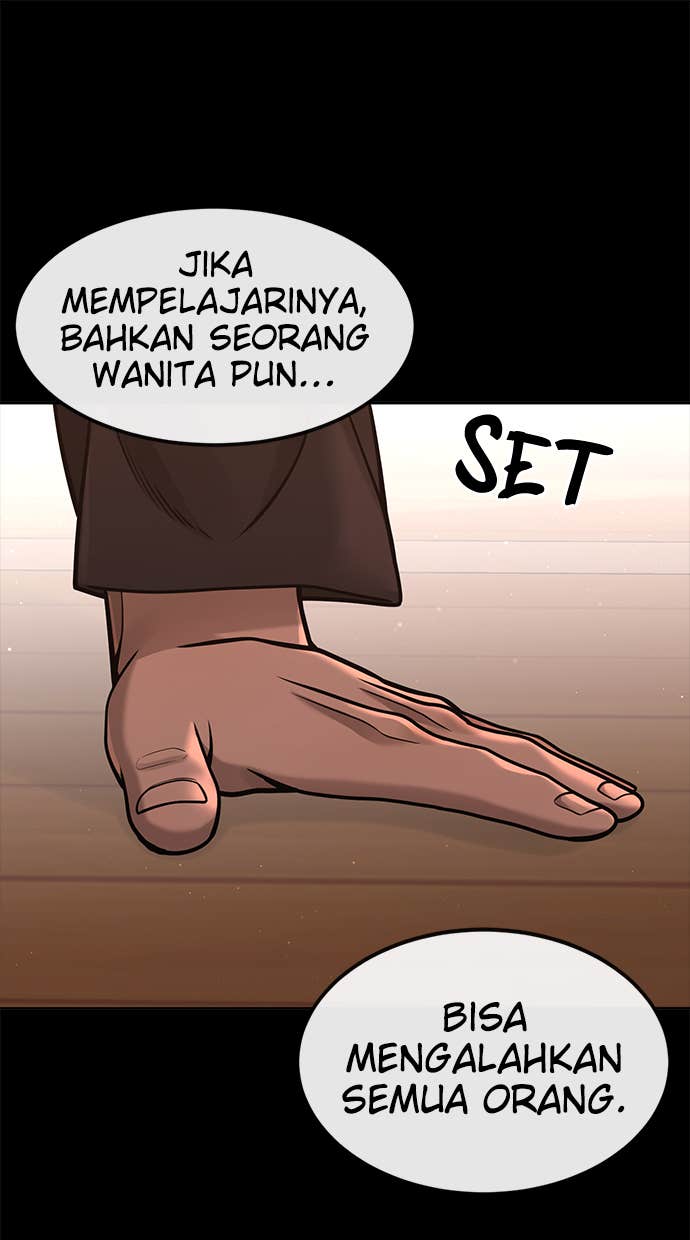 JIKA
MEMPELAJARINYA,
BAHKAN SEORANG
WANITA PUN...
SET
BISA
MENGALAHKAN
SEMUA ORANG.